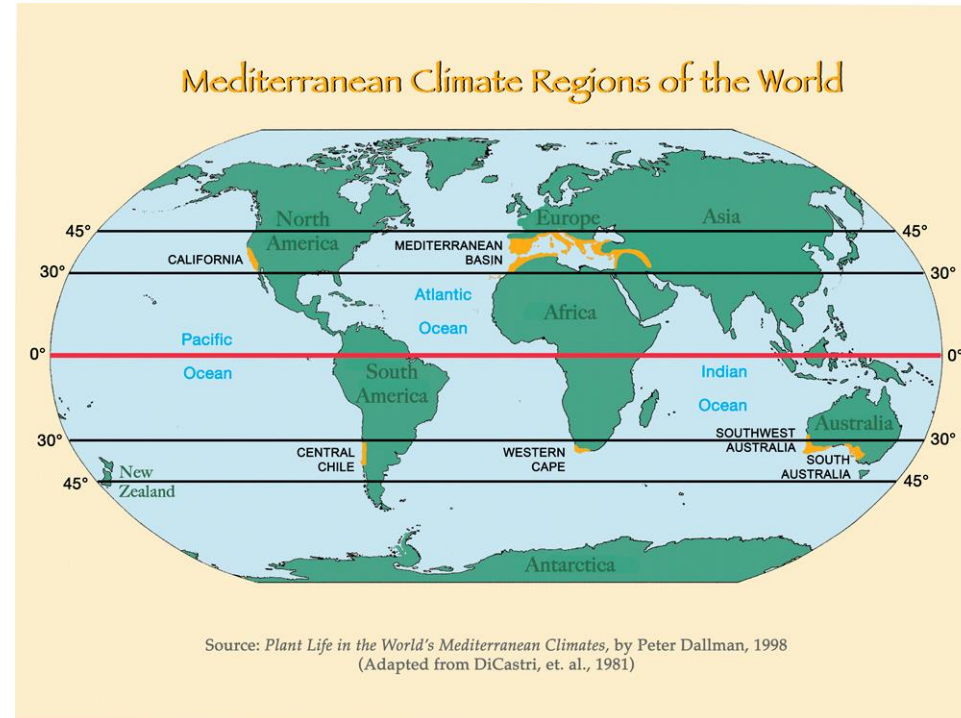 Mediterranean Climate Regions of the World
North
America
Europe
Asia
45°
45°
MEDITERRANEAN
BASIN
CALIFORNIA
30°
30°
Atlantic
Ocean
Africa
Pacific
Ocean
0°
0°
South
America
Indian
Ocean
Australia
30°
30°
SOUTHWEST
AUSTRALIA
CENTRAL
CHILE
WESTERN
CAPE
SOUTH
AUSTRALIA
New
Zealand
45°
45°
Antarctica
Source: Plant Life in the World's Mediterranean Climates, by Peter Dallman, 1998
(Adapted from DiCastri, et. al., 1981)